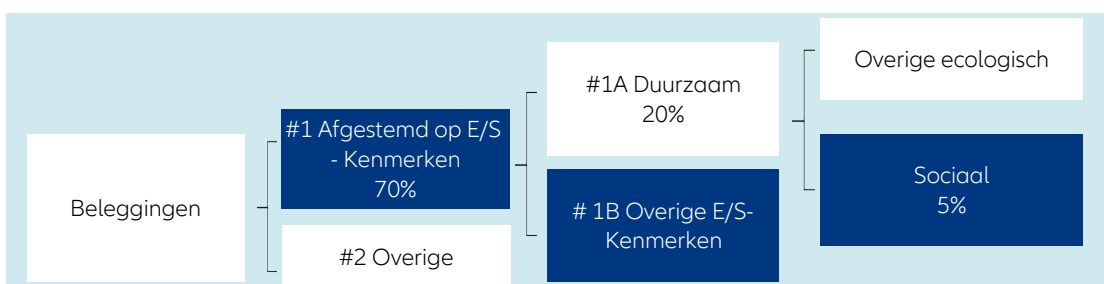 Beleggingen
#1 Afgestemd op E/S
- Kenmerken
70%
#2 Overige
#1A Duurzaam
20%
# 1B Overige E/S-
Kenmerken
Overige ecologisch
Sociaal
5%